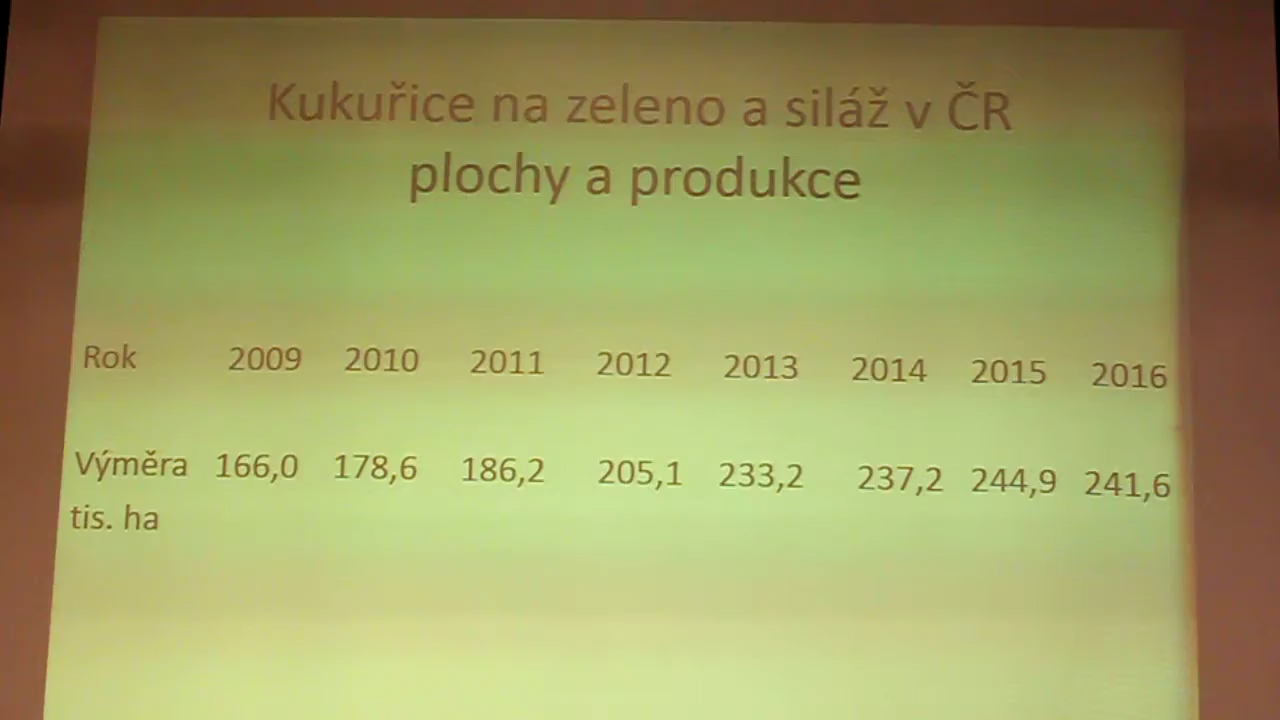 Kukuřice na zeleno a siláž v ČR
plochy a produkce
Rok 2009 2010 2011 2012 2013 2014 2015 2016
Výměra 166,0 178,6 186,2 205,1 233,2 237,2 244,9 241,6
tis. ha